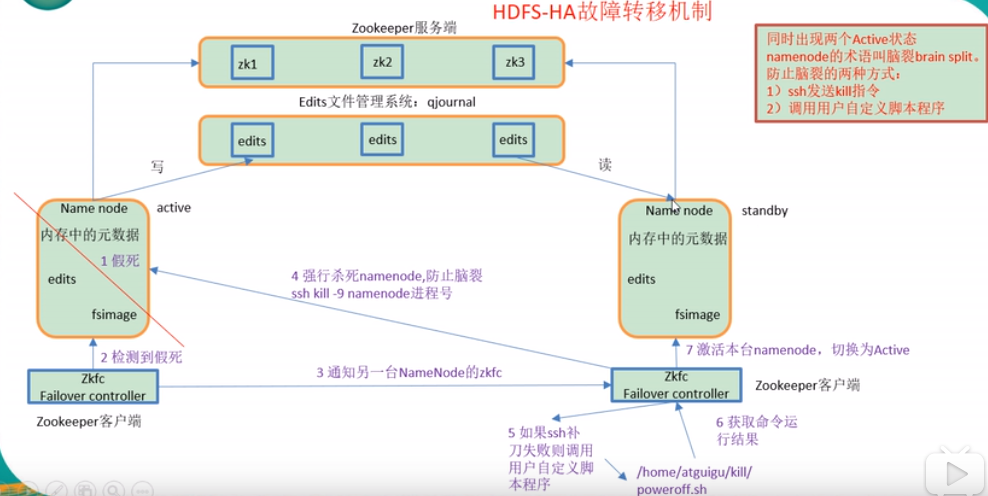 HDFS-HA故障转移机制
Zookeeper服务端
zk1
zk2
zk3
同时出现两个Active状态
namenode的术语叫脑裂brain split。
防止脑裂的两种方式：
1）ssh发送kill指令
2）调用用户自定义脚本程序
Edits文件管理系统：qjournal
edits
edits
edits
写
读
Name node
active
内存中的元数据
1 假死
edits
fsimage
Name node
standby
内存中的元数据
edits
fsimage
4 强行杀死namenode,防止脑裂
ssh kill -9 namenode进程号
2 检测到假死
7 激活本台namenode，切换为Active
Zkfc
Failover controller
3 通知另一台NameNode的zkfc
Zkfc
Failover controller
Zookeeper客户端
Zookeeper客户端
5 如果ssh补
刀失败则调用
用户自定义脚
本程序
6 获取命令运
行结果
/home/atguigu/kill/
poweroff.sh